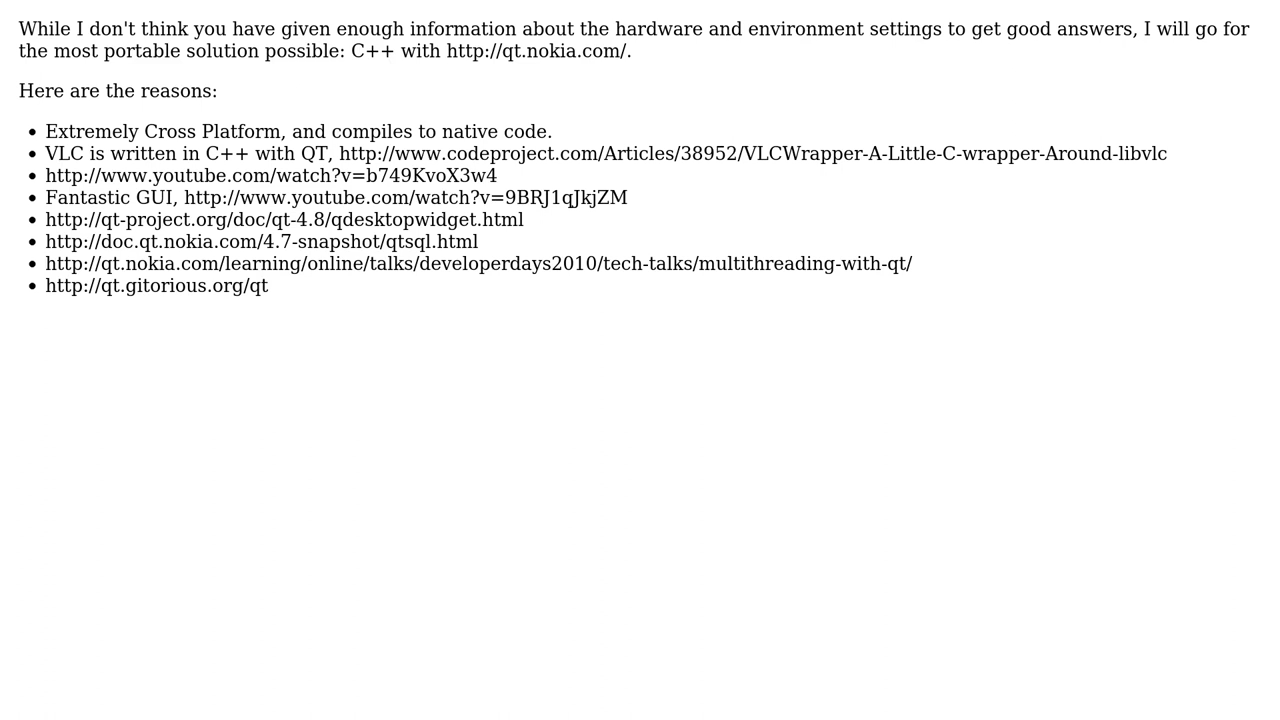 While I don't think you have given enough information about the hardware and environment settings to get good answers, I will go for
the most portable solution possible: C++ with http://qt.nokia.com/.
Here are the reasons:
• Extremely Cross Platform, and compiles to native code.
• VLC is written in C++ with QT, http://www.codeproject.com/Articles/38952/VLCWrapper-A-Little-C-wrapper-Around-libvlc
• http://www.youtube.com/watch?v=b749KvoX3w4
• Fantastic GUI, http://www.youtube.com/watch?v=9BRJ1qJkjZM
• http://qt-project.org/doc/qt-4.8/qdesktopwidget.html
• http://doc.qt.nokia.com/4.7-snapshot/qtsql.html
• http://qt.nokia.com/learning/online/talks/developerdays2010/tech-talks/multithreading-with-qt/
• http://qt.gitorious.org/qt